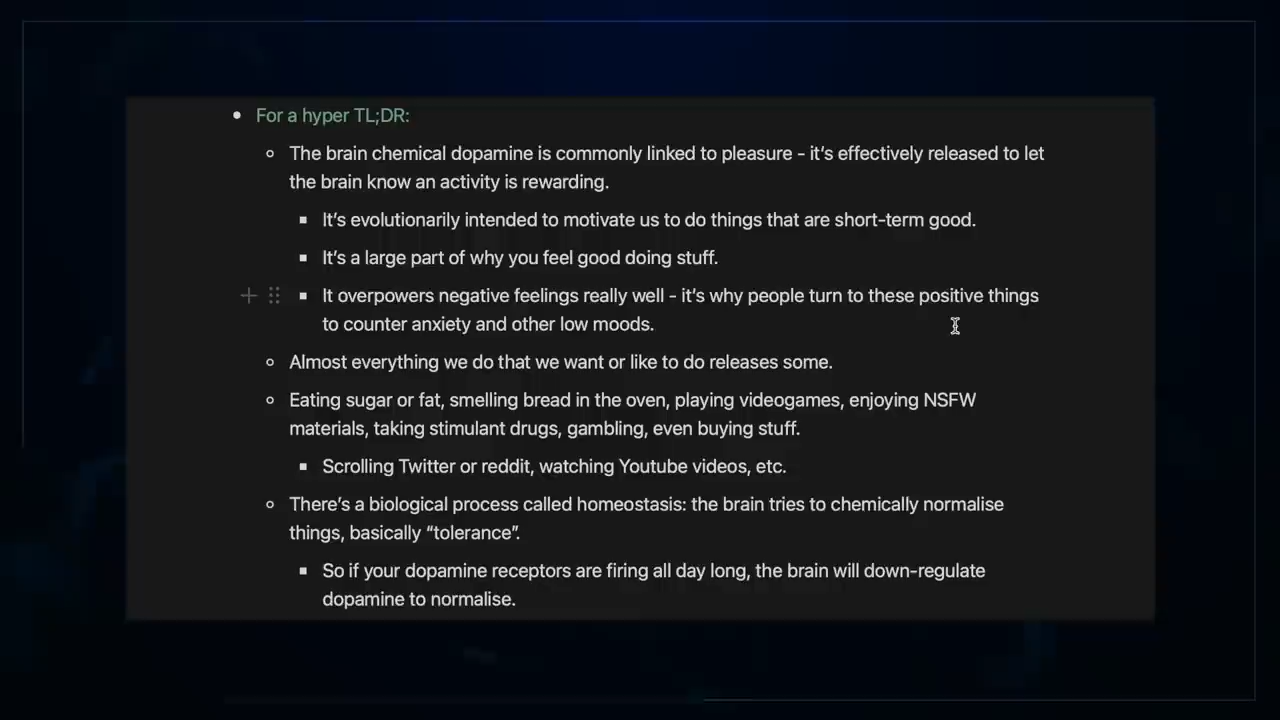 For a hyper TL;DR:
The brain chemical dopamine is commonly linked to pleasure - it’s effectively released to let
the brain know an activity is rewarding.
It’s evolutionarily intended to motivate us to do things that are short-term good.
It’s a large part of why you feel good doing stuff.
It overpowers negative feelings really well - it’s why people turn to these positive things
to counter anxiety and other low moods.
Almost everything we do that we want or like to do releases some.
Eating sugar or fat, smelling bread in the oven, playing videogames, enjoying NSFW
materials, taking stimulant drugs, gambling, even buying stuff.
Scrolling Twitter or reddit, watching Youtube videos, etc.
There’s a biological process called homeostasis: the brain tries to chemically normalise
things, basically “tolerance”.
So if your dopamine receptors are firing all day long, the brain will down-regulate
dopamine to normalise.